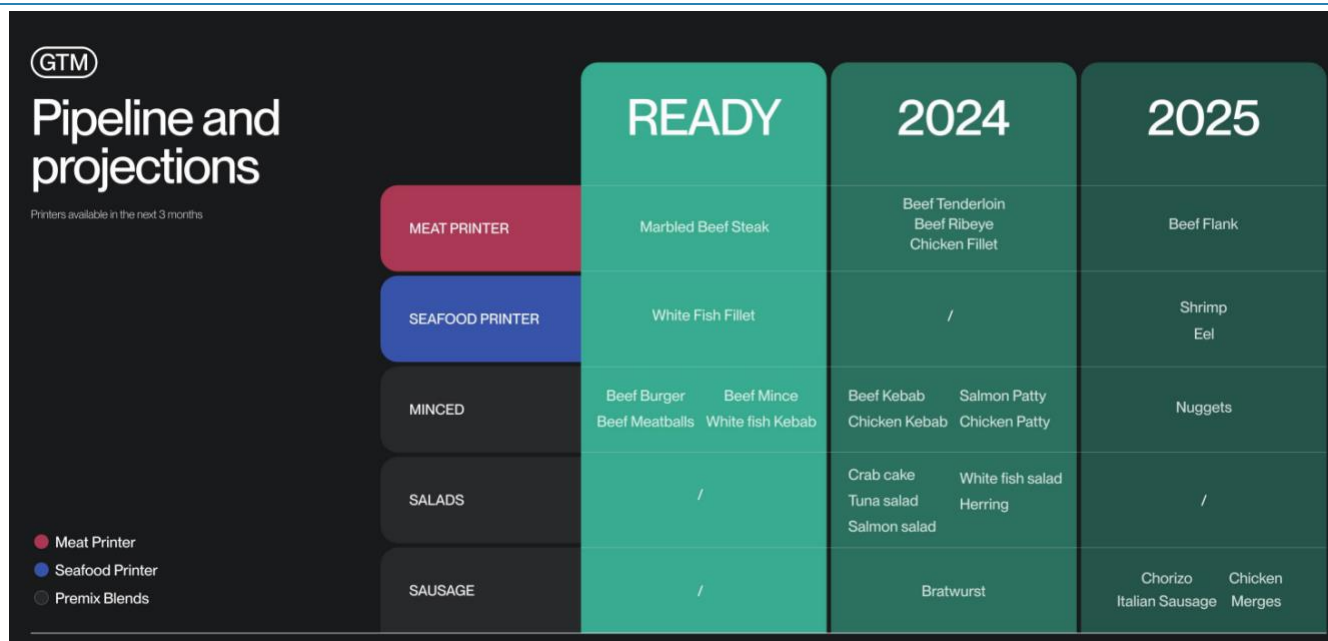 GTM
Pipeline and
projections
Printers available in the next 3 months
READY
2024
2025
MEAT PRINTER
Marbled Beef Steak
Beef Tenderloin
Beef Ribeye
Chicken Fillet
Beef Flank
SEAFOOD PRINTER
White Fish Fillet
/
Shrimp
Eel
MINCED
Beef Burger Beef Mince
Beef Meatballs White fish Kebab
Beef Kebab Salmon Patty
Chicken Kebab Chicken Patty
Nuggets
SALADS
/
Crab cake White fish salad
Tuna salad Herring
Salmon salad
/
SAUSAGE
/
Bratwurst
Chorizo Chicken
Italian Sausage Merges
Meat Printer
Seafood Printer
Premix Blends